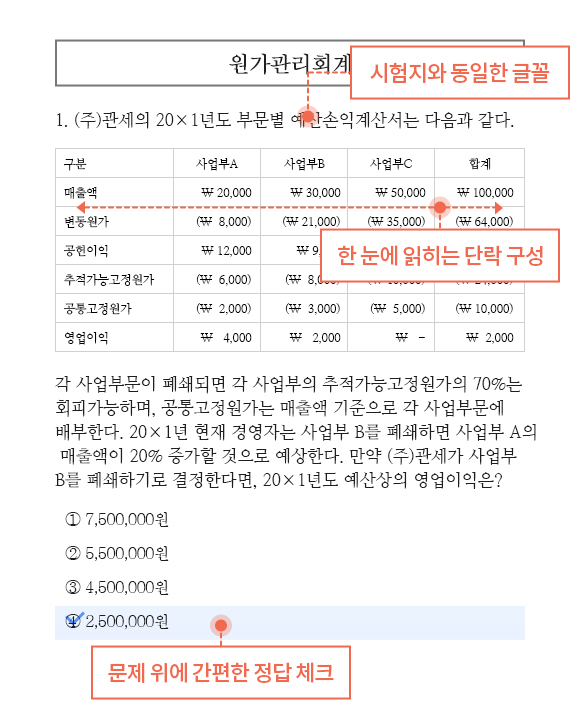 원가관리회계
시험지와 동일한 글꼴
1. (주)관세의 20×1년도 부문별 예산손익계산서는 다음과 같다.
구분 사업부A 사업부B 사업부C 합계
매출액 ₩ 20,000 ₩ 30,000 ₩ 50,000 ₩ 100,000
변동원가 (₩ 8,000) (₩ 21,000) (₩ 35,000) (₩ 64,000)
공헌이익 ₩ 12,000 ₩ 9
한 눈에 읽히는 단락 구성
추적가능고정원가 (₩ 6,000) (₩ 8,
공통고정원가 (₩ 2,000) (₩ 3,000) (₩ 5,000) (₩ 10,000)
영업이익 ₩ 4,000 ₩ 2,000 ₩ - ₩ 2,000
각 사업부문이 폐쇄되면 각 사업부의 추적가능고정원가의 70%는
회피가능하며, 공통고정원가는 매출액 기준으로 각 사업부문에
배부한다. 20×1년 현재 경영자는 사업부 B를 폐쇄하면 사업부 A의
매출액이 20% 증가할 것으로 예상한다. 만약 (주)관세가 사업부
B를 폐쇄하기로 결정한다면, 20×1년도 예산상의 영업이익은?
① 7,500,000원
② 5,500,000원
③ 4,500,000원
④ 2,500,000원
문제 위에 간편한 정답 체크